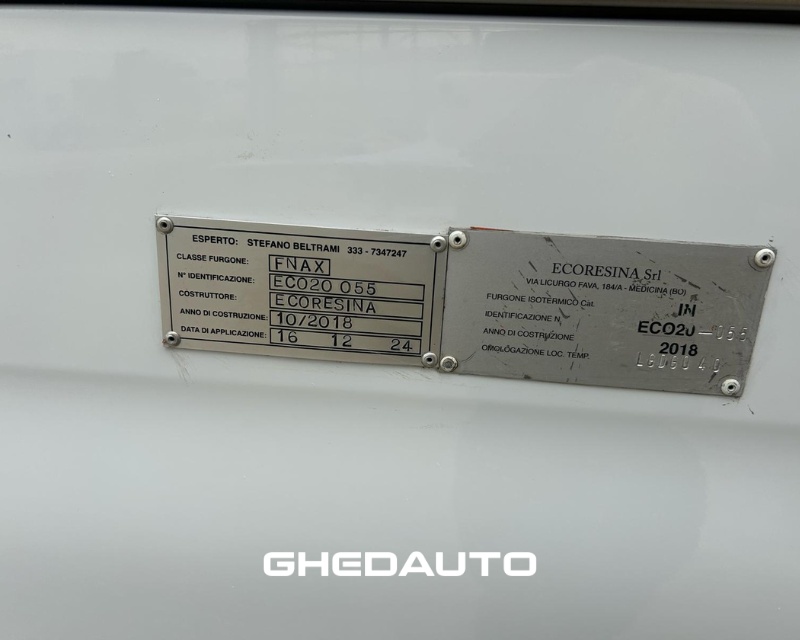 ESPERTO: STEFANO BELTRAMI 333 - 7347247
CLASSE FURGONE: FNAX
N° IDENTIFICAZIONE: ECO20 055
COSTRUTTORE: ECORESINA
ANNO DI COSTRUZIONE: 10/2018
DATA DI APPLICAZIONE: 16 12 24
ECORESINA Srl
VIA LICURGO FAVA, 184/A - MEDICINA (BO)
FURGONE ISOTERMICO Cat. IN
IDENTIFICAZIONE N. ECO20-055
ANNO DI COSTRUZIONE 2018
OMOLOGAZIONE LOC. TEMP.
GHEDAUTO